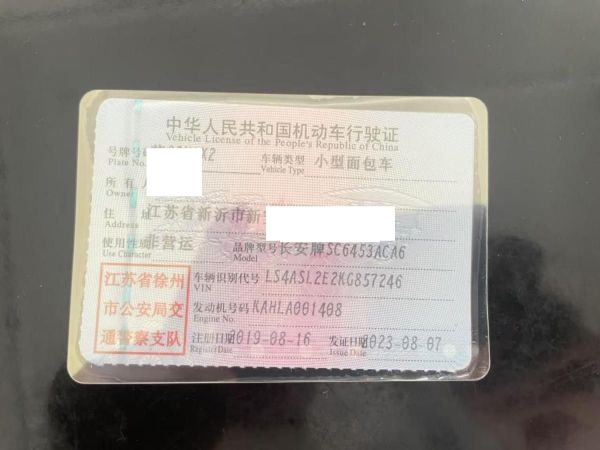 中华人民共和国机动车行驶证
Vehicle License of the People's Republic of China
号牌号码 X2 车辆类型 小型面包车
Plate No. Vehicle Type
所有人
Owner
住址 江苏省新沂市新
Address
使用性质 非营运 品牌型号 长安牌SC6453ACA6
Use Character Model
车辆识别代号 LS4ASL2E2KG857246
VIN
发动机号码 KAHLA001408
Engine No.
注册日期 2019-08-16 发证日期 2023-08-07
Register Date Issue Date
江苏省徐州
市公安局交
通警察支队